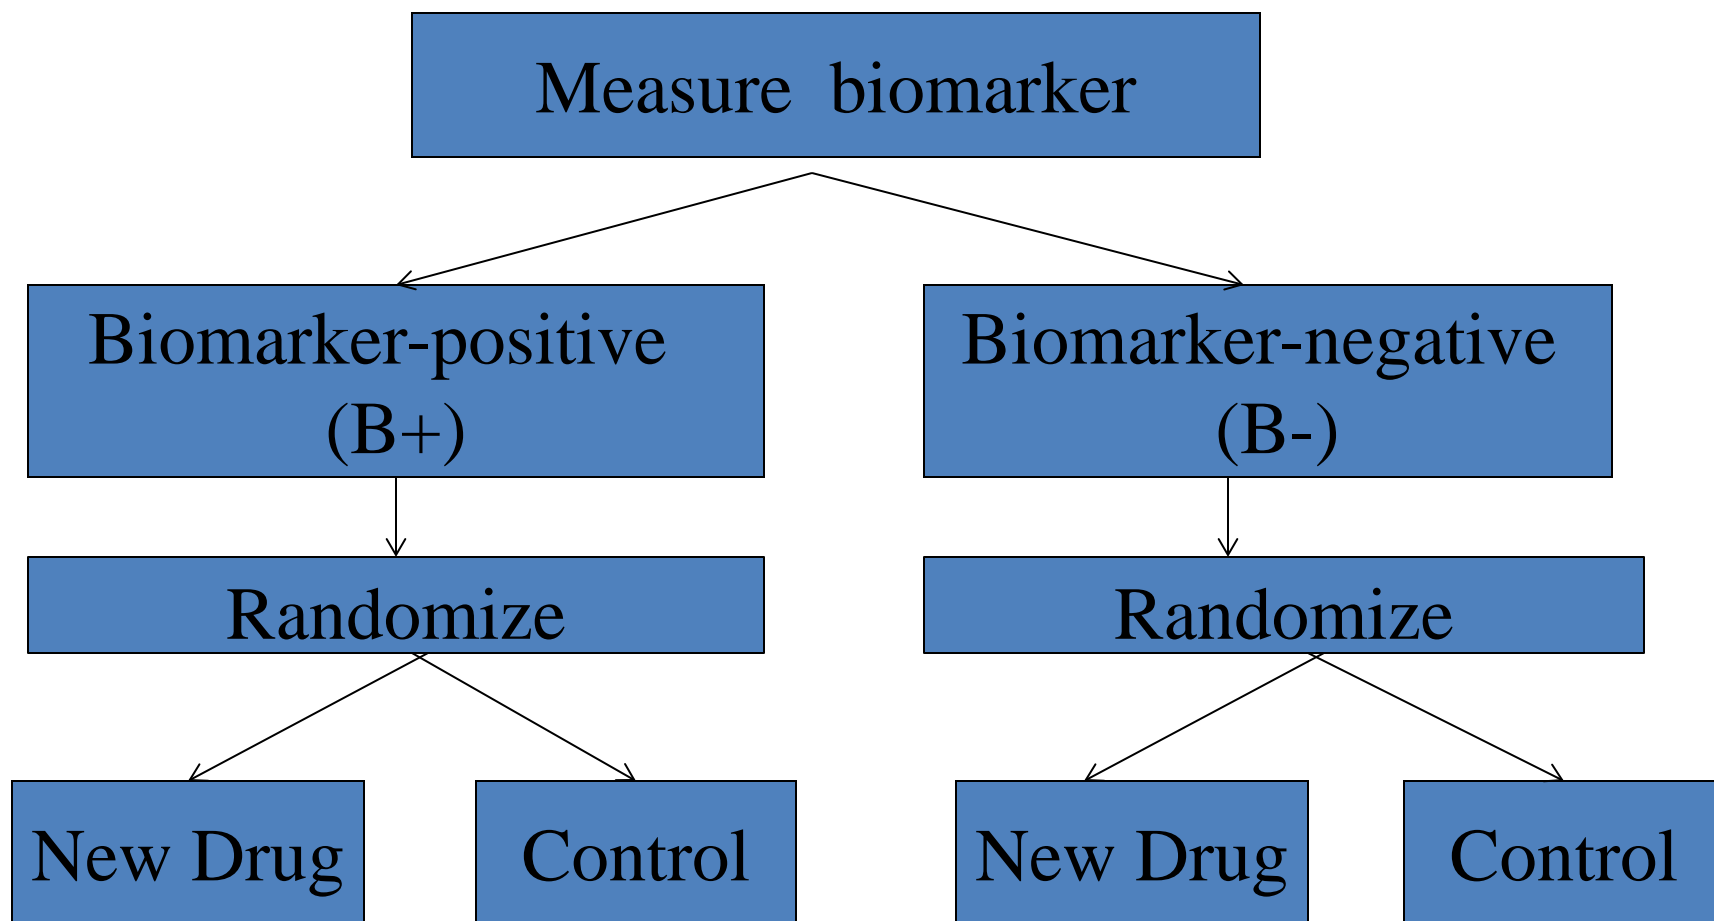 Measure biomarker
Biomarker-positive
(B+)
Biomarker-negative
(B-)
Randomize
Randomize
New Drug
Control
New Drug
Control